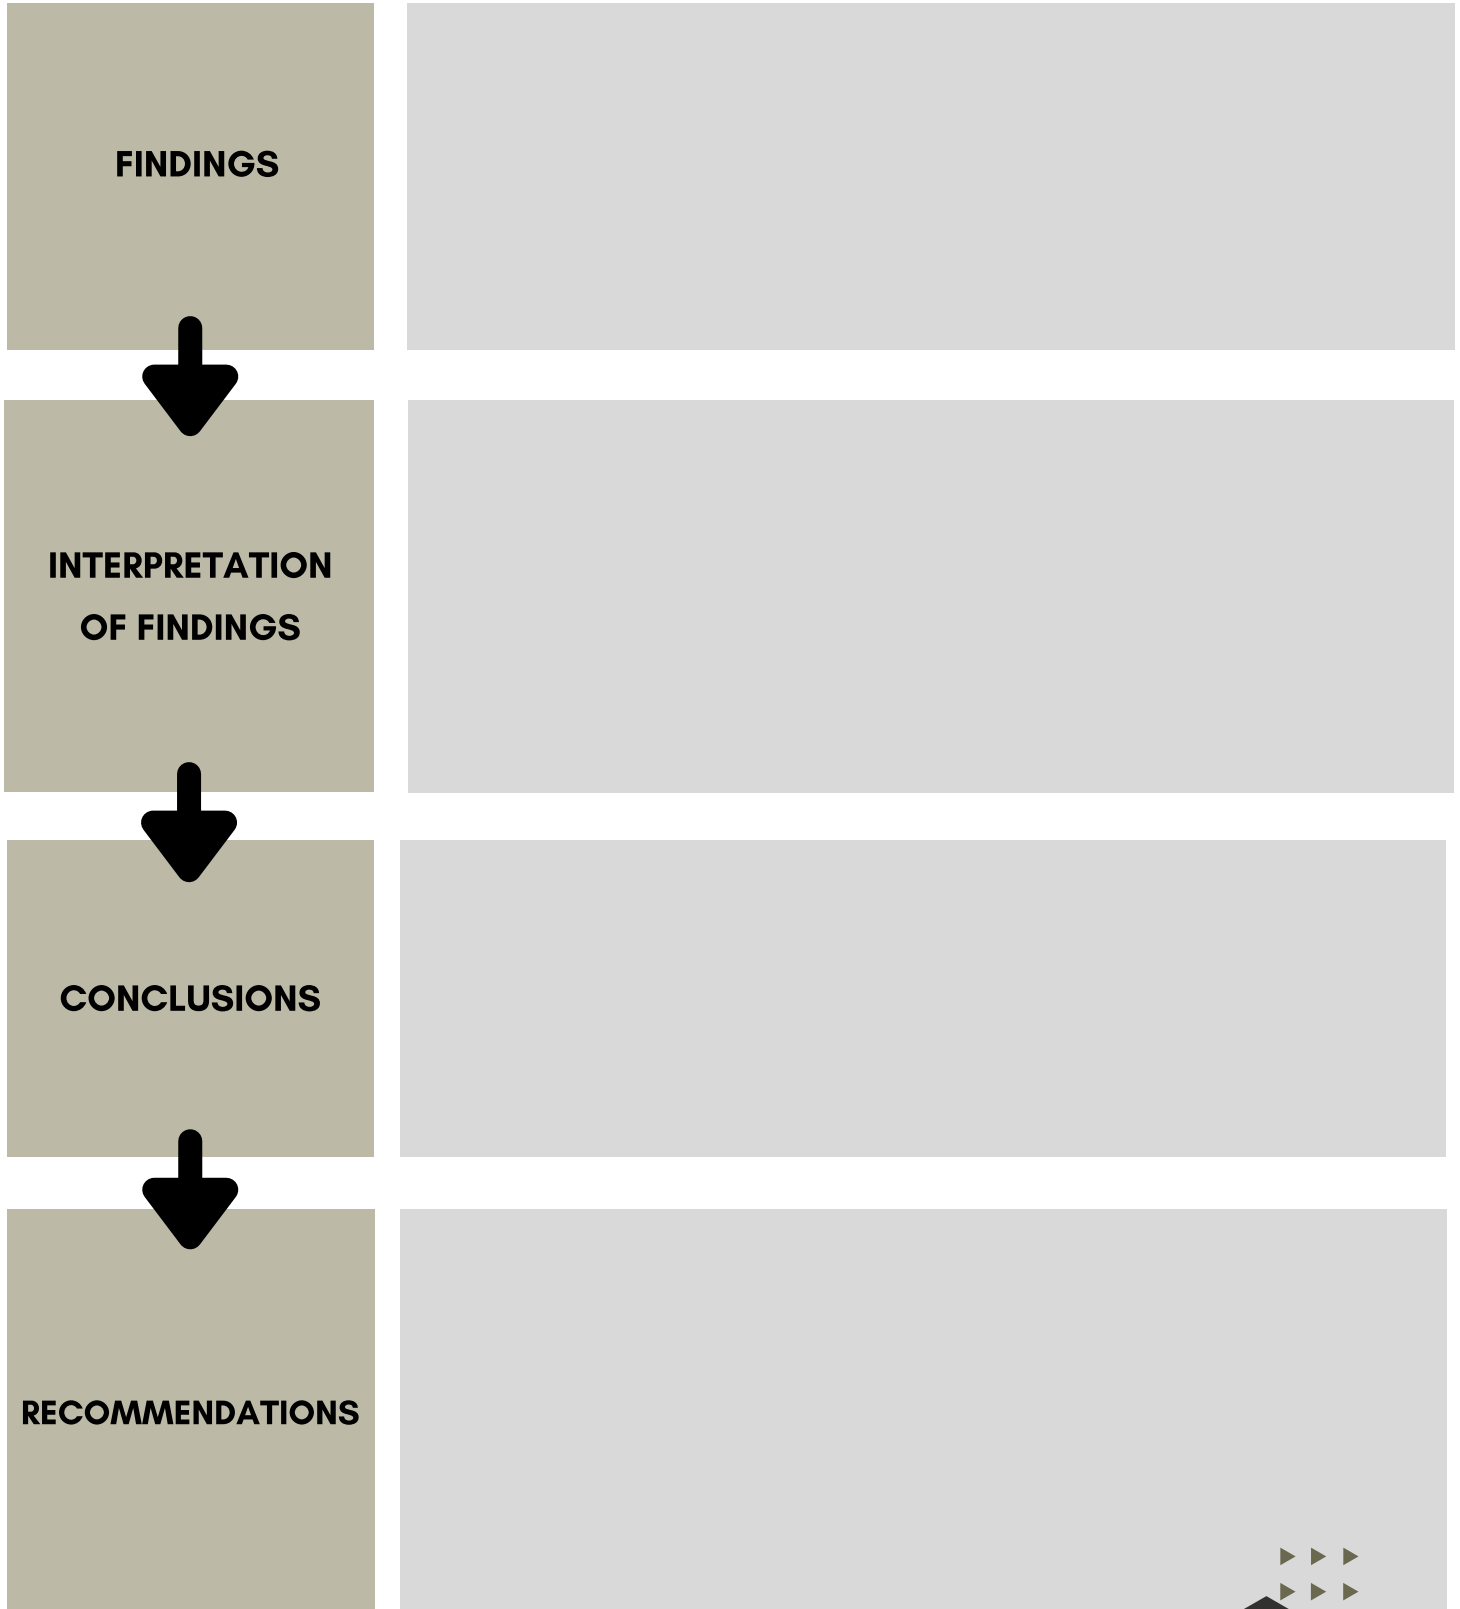 FINDINGS
INTERPRETATION
OF FINDINGS
CONCLUSIONS
RECOMMENDATIONS